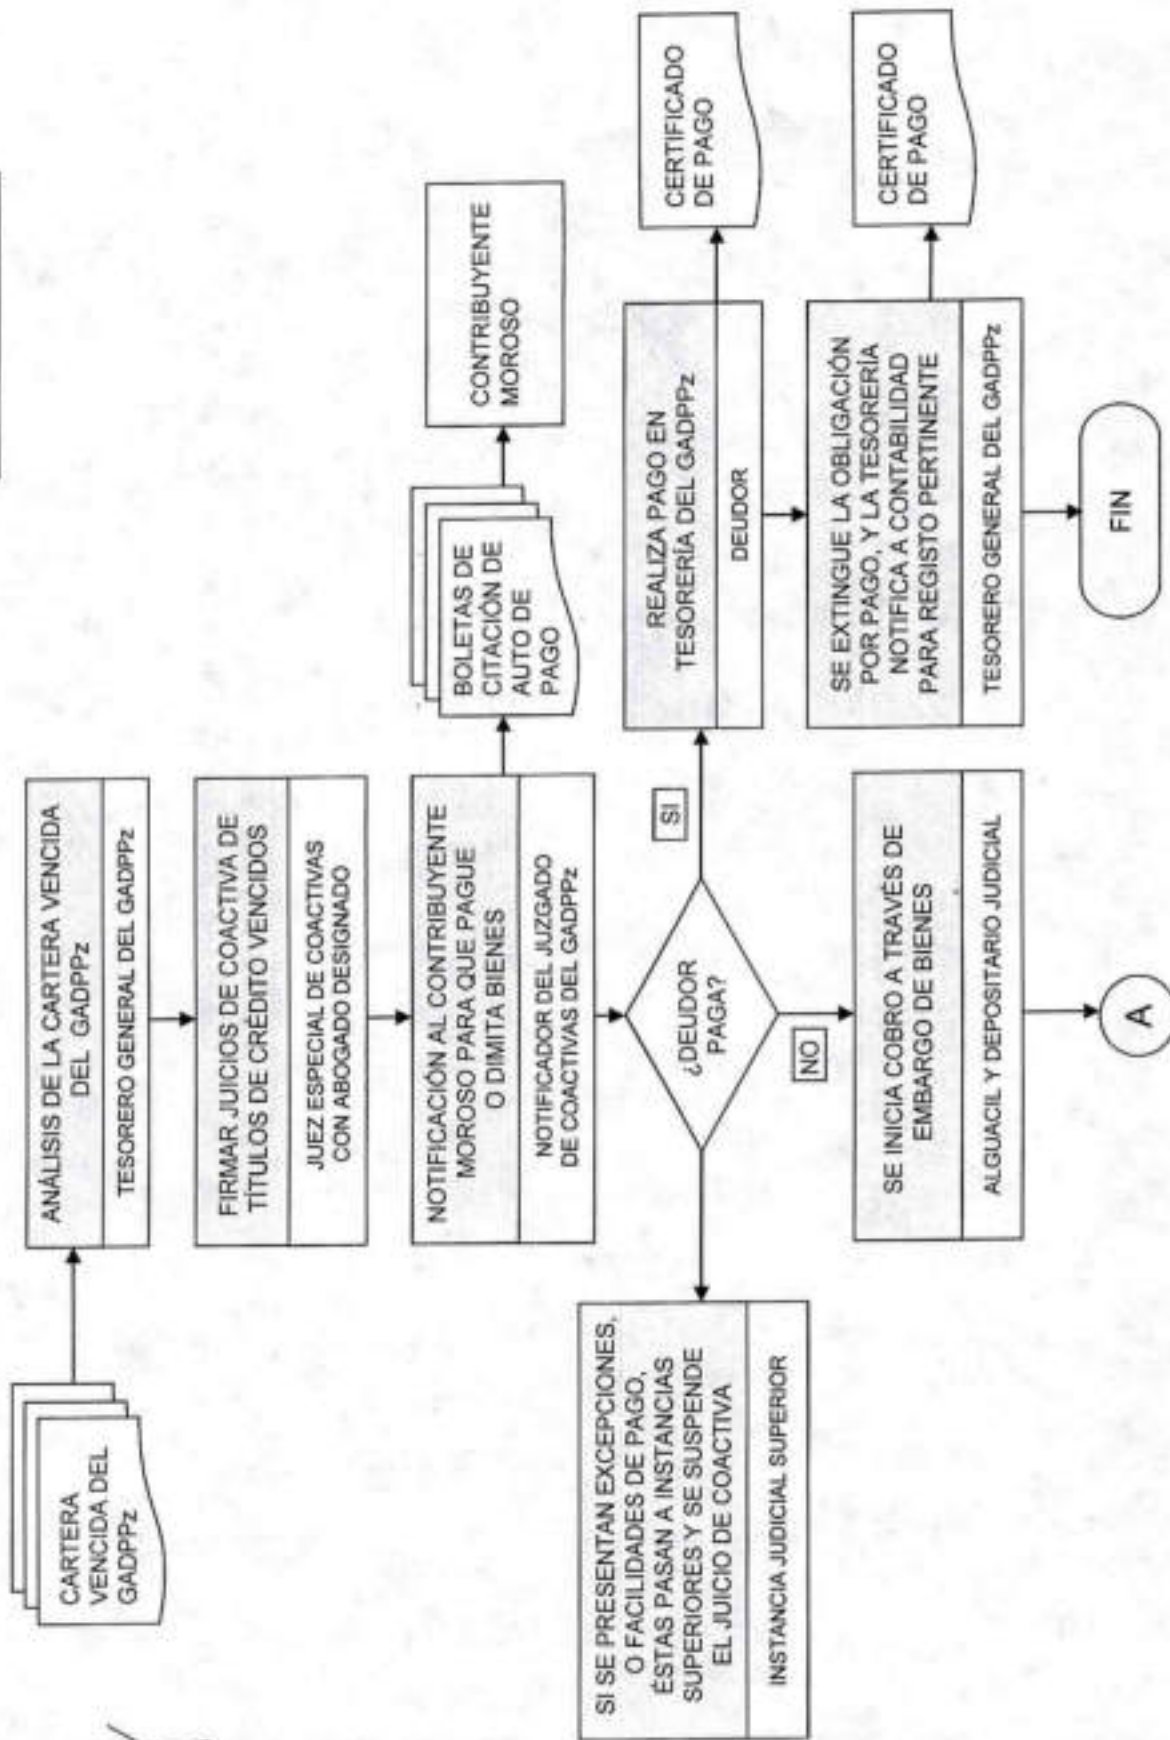 CARTERA
VENCIDA DEL
GADPPz
ANÁLISIS DE LA CARTERA VENCIDA
DEL GADPPz
TESORERO GENERAL DEL GADPPz
FIRMAR JUICIOS DE COACTIVA DE
TÍTULOS DE CRÉDITO VENCIDOS
JUEZ ESPECIAL DE COACTIVAS
CON ABOGADO DESIGNADO
NOTIFICACIÓN AL CONTRIBUYENTE
MOROSO PARA QUE PAGUE
O DIMITA BIENES
NOTIFICADOR DEL JUZGADO
DE COACTIVAS DEL GADPPz
BOLETAS DE
CITACIÓN DE
AUTO DE
PAGO
CONTRIBUYENTE
MOROSO
¿DEUDOR
PAGA?
SI
NO
SI SE PRESENTAN EXCEPCIONES,
O FACILIDADES DE PAGO,
ÉSTAS PASAN A INSTANCIAS
SUPERIORES Y SE SUSPENDE
EL JUICIO DE COACTIVA
INSTANCIA JUDICIAL SUPERIOR
REALIZA PAGO EN
TESORERÍA DEL GADPPz
DEUDOR
CERTIFICADO
DE PAGO
SE EXTINGUE LA OBLIGACIÓN
POR PAGO, Y LA TESORERÍA
NOTIFICA A CONTABILIDAD
PARA REGISTO PERTINENTE
TESORERO GENERAL DEL GADPPz
CERTIFICADO
DE PAGO
FIN
SE INICIA COBRO A TRAVÉS DE
EMBARGO DE BIENES
ALGUACIL Y DEPOSITARIO JUDICIAL
A